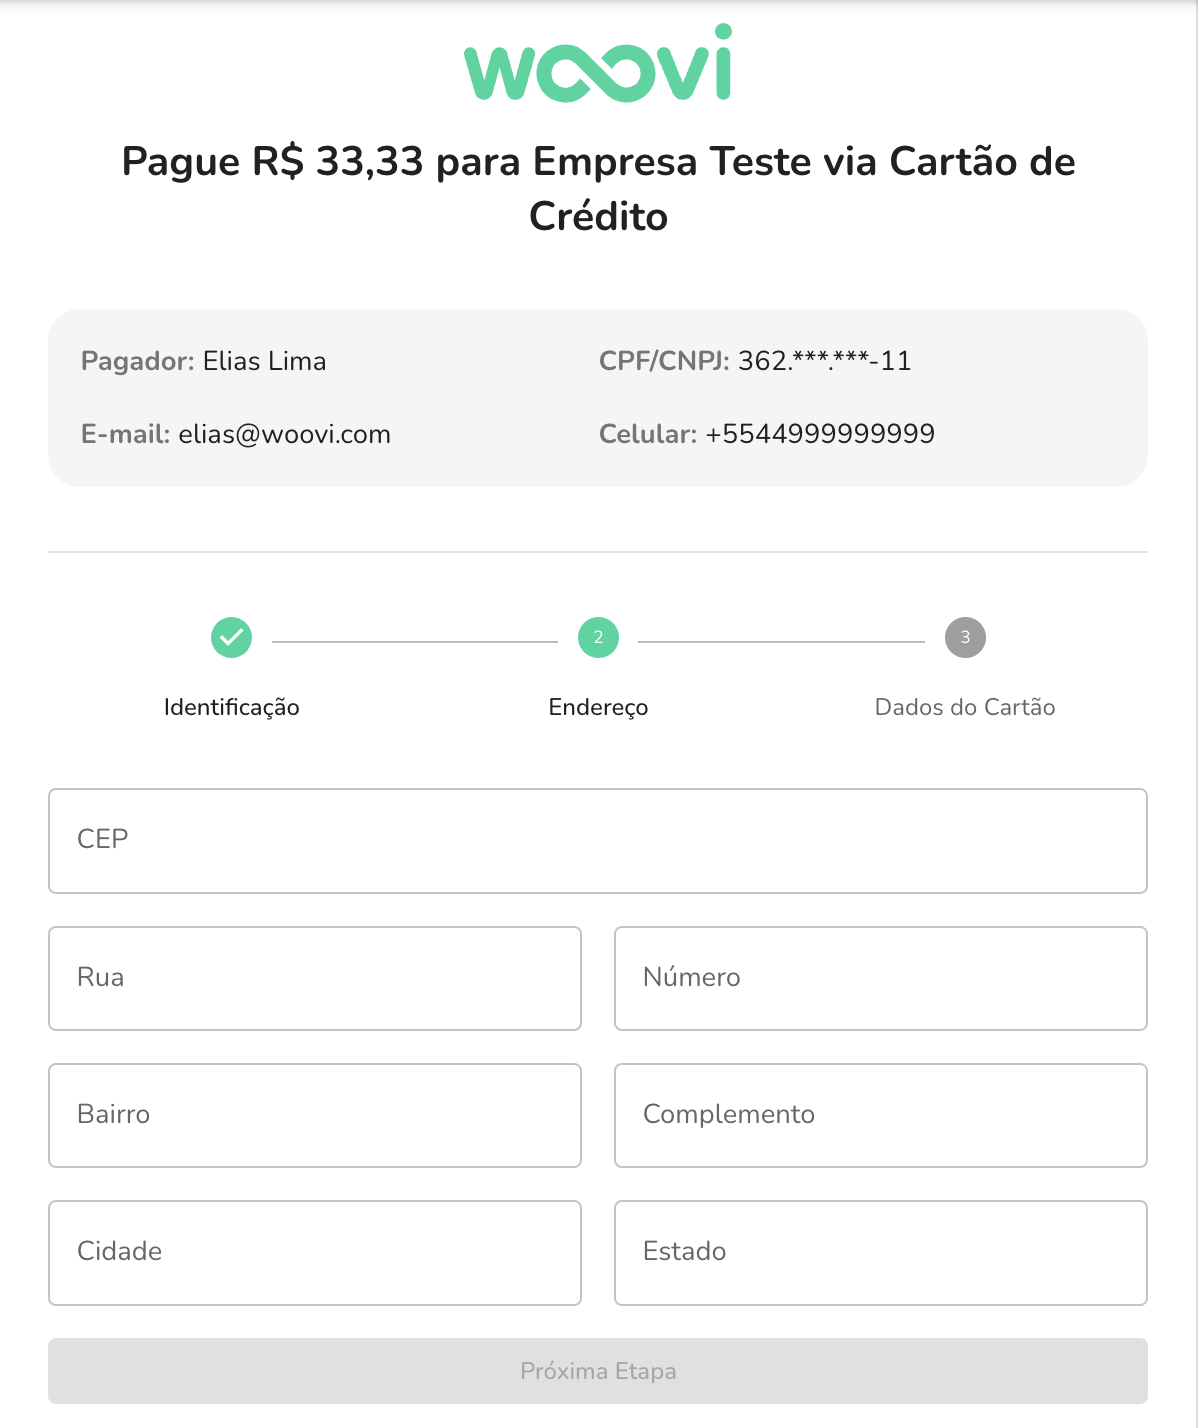 woovi
Pague R$ 33,33 para Empresa Teste via Cartão de
Crédito
Pagador: Elias Lima
CPF/CNPJ: 362.***.***-11
E-mail: elias@woovi.com
Celular: +5544999999999
2
3
Identificação
Endereço
Dados do Cartão
CEP
Rua
Número
Bairro
Complemento
Cidade
Estado
Próxima Etapa